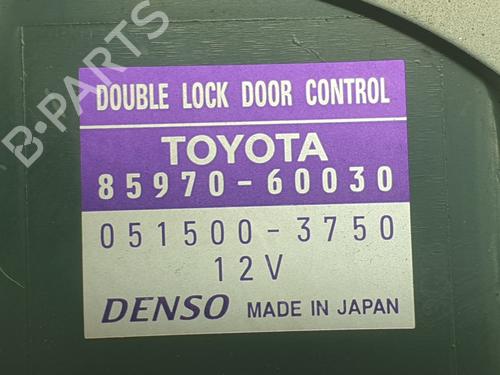 B-PARTS
DOUBLE LOCK DOOR CONTROL
TOYOTA
85970-60030
051500-3750
12V
DENSO MADE IN JAPAN